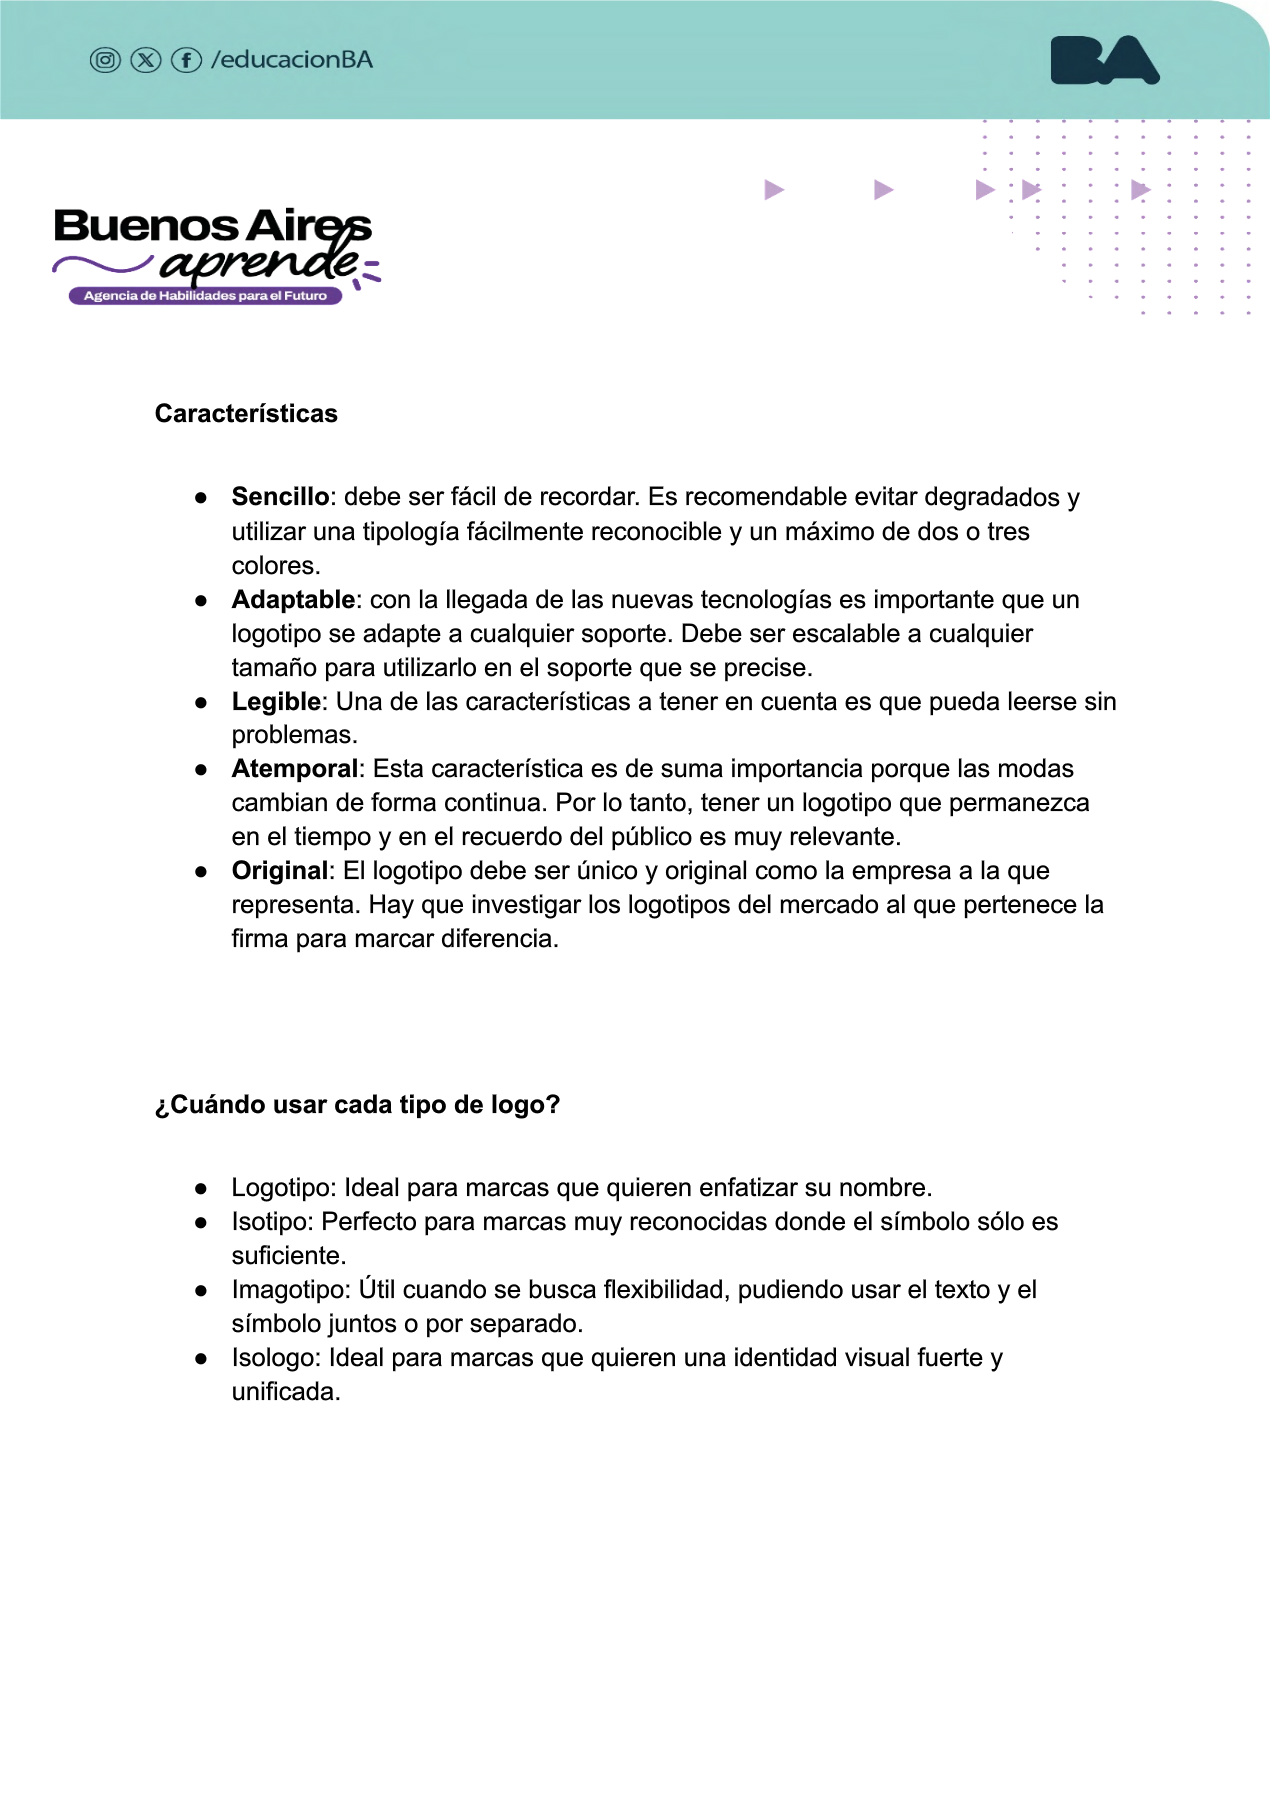 /educacionBA
BA
Buenos Aires
aprende
Agencia de Habilidades para el Futuro
Características
● Sencillo: debe ser fácil de recordar. Es recomendable evitar degradados y
utilizar una tipología fácilmente reconocible y un máximo de dos o tres
colores.
● Adaptable: con la llegada de las nuevas tecnologías es importante que un
logotipo se adapte a cualquier soporte. Debe ser escalable a cualquier
tamaño para utilizarlo en el soporte que se precise.
● Legible: Una de las características a tener en cuenta es que pueda leerse sin
problemas.
● Atemporal: Esta característica es de suma importancia porque las modas
cambian de forma continua. Por lo tanto, tener un logotipo que permanezca
en el tiempo y en el recuerdo del público es muy relevante.
● Original: El logotipo debe ser único y original como la empresa a la que
representa. Hay que investigar los logotipos del mercado al que pertenece la
firma para marcar diferencia.
¿Cuándo usar cada tipo de logo?
● Logotipo: Ideal para marcas que quieren enfatizar su nombre.
● Isotipo: Perfecto para marcas muy reconocidas donde el símbolo sólo es
suficiente.
● Imagotipo: Útil cuando se busca flexibilidad, pudiendo usar el texto y el
símbolo juntos o por separado.
● Isologo: Ideal para marcas que quieren una identidad visual fuerte y
unificada.